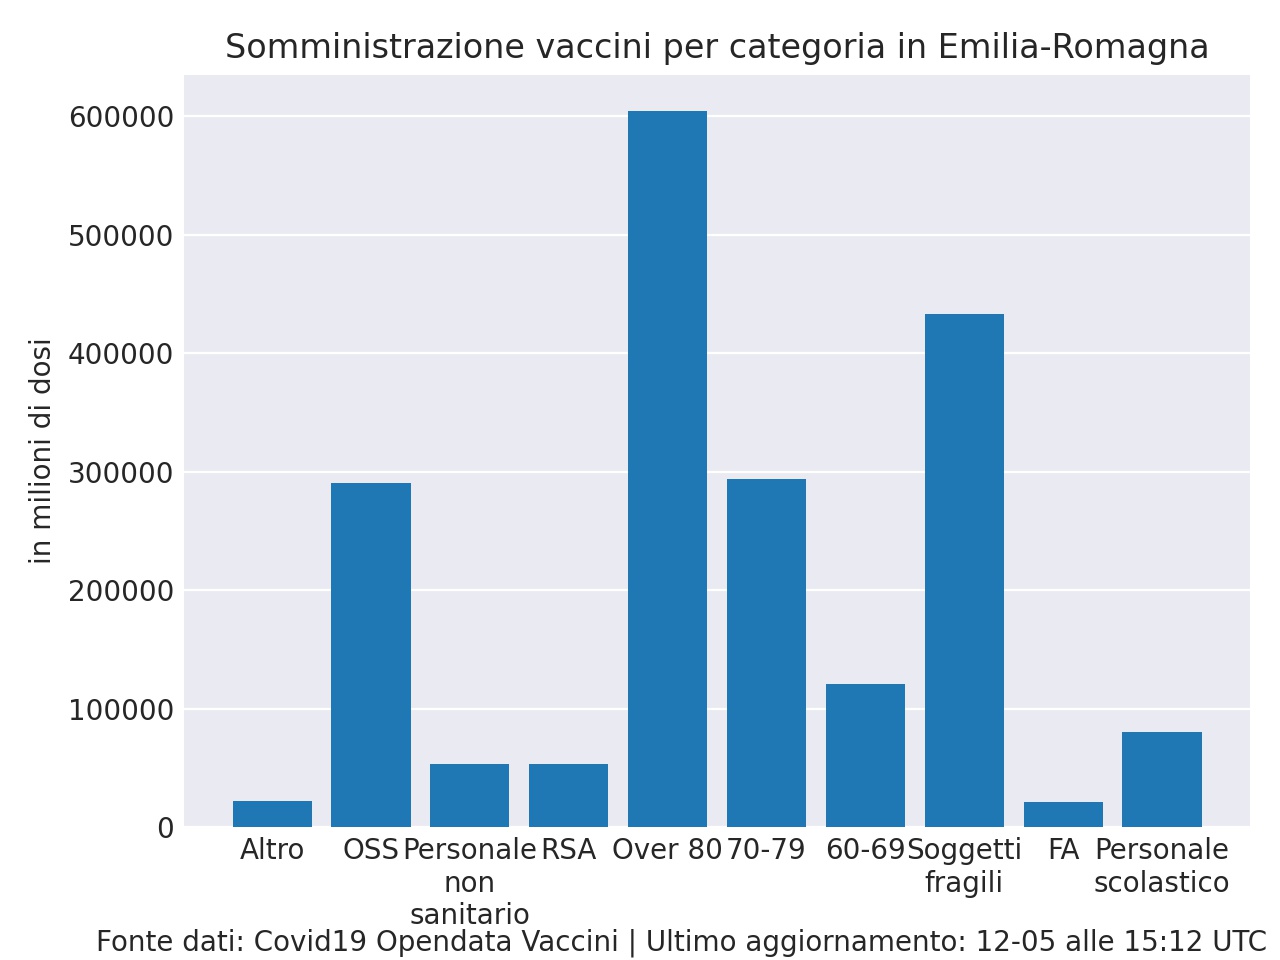 Somministrazione vaccini per categoria in Emilia-Romagna
in milioni di dosi
600000
500000
400000
300000
200000
100000
0
Altro OSS Personale non sanitario RSA Over 80 70-79 60-69 Soggetti fragili FA Personale scolastico
Fonte dati: Covid19 Opendata Vaccini | Ultimo aggiornamento: 12-05 alle 15:12 UTC